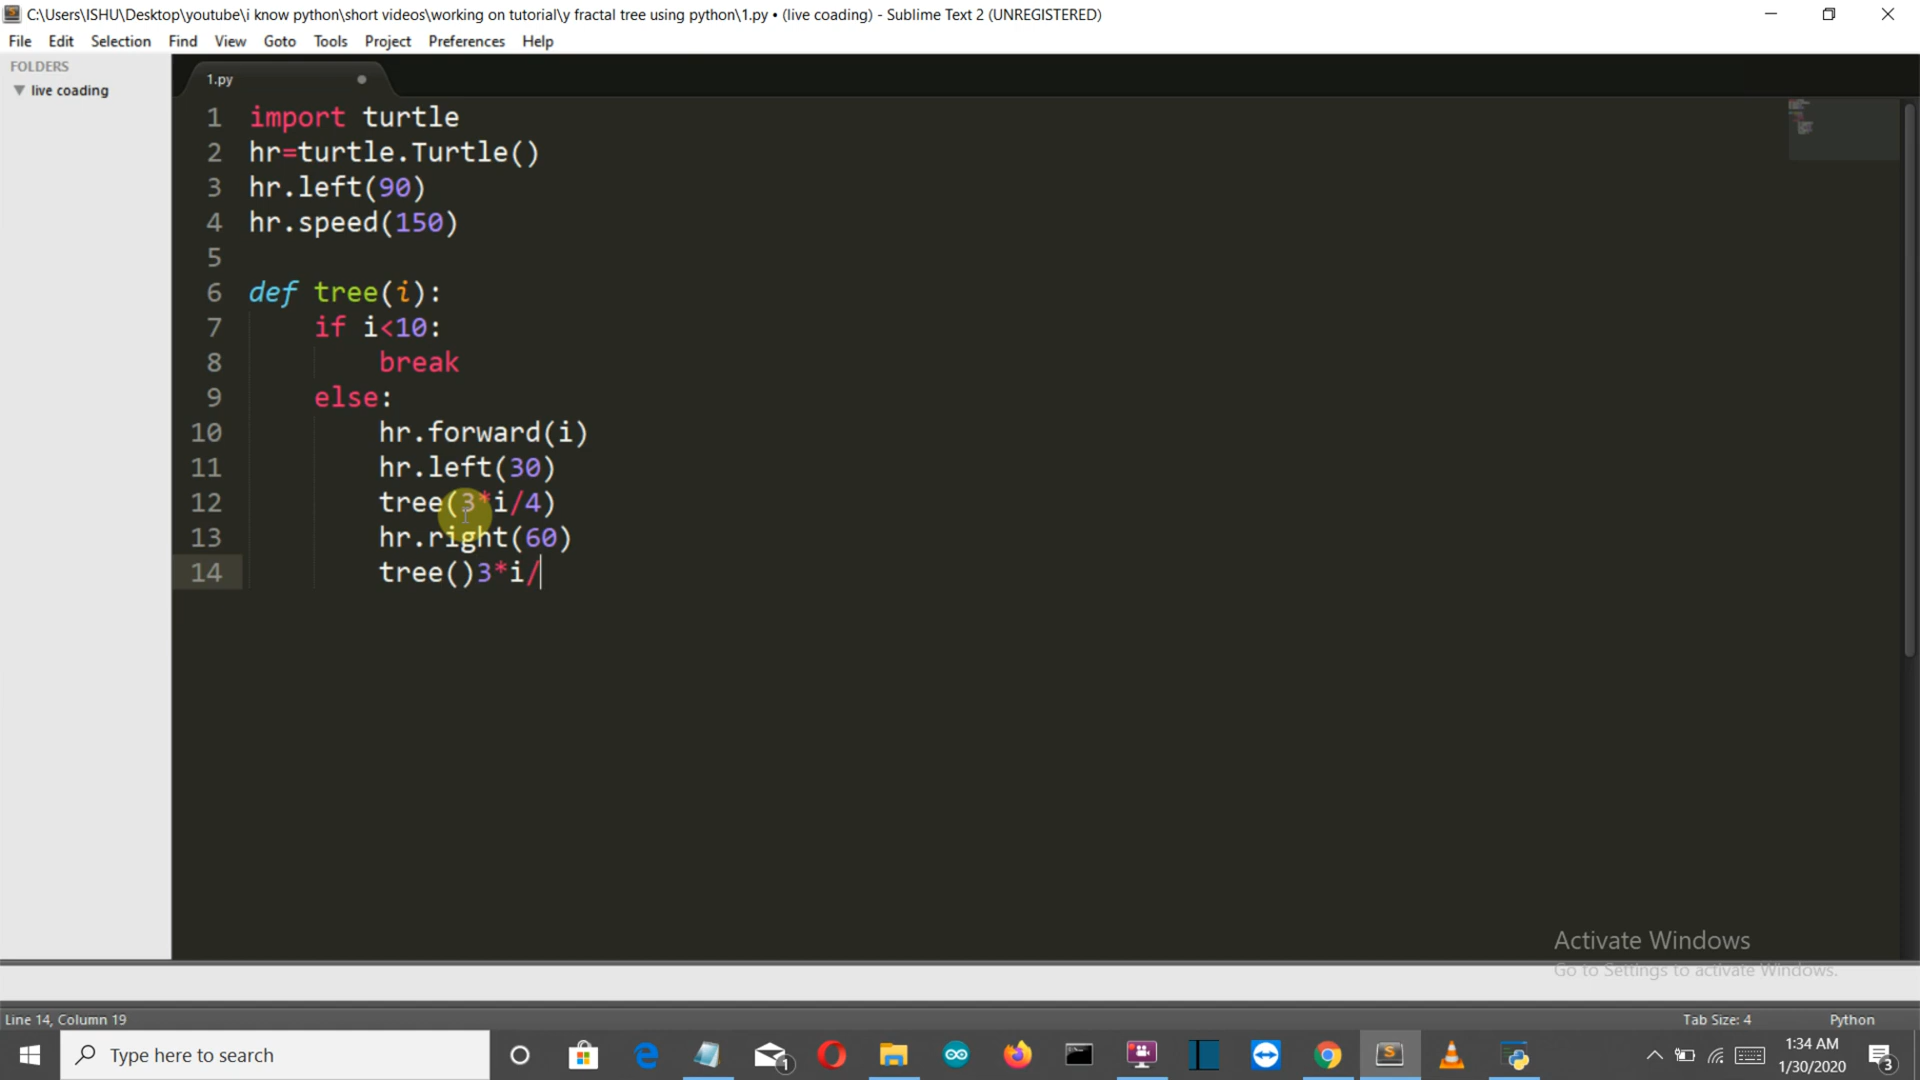 C:\Users\ISHU\Desktop\youtube\i know python\short videos\working on tutorial\y fractal tree using python\1.py • (live coading) - Sublime Text 2 (UNREGISTERED)
File Edit Selection Find View Goto Tools Project Preferences Help
FOLDERS
live coading
1.py
1 import turtle
2 hr=turtle.Turtle()
3 hr.left(90)
4 hr.speed(150)
5
6 def tree(i):
7 if i<10:
8 break
9 else:
10 hr.forward(i)
11 hr.left(30)
12 tree(3*i/4)
13 hr.right(60)
14 tree()3*i/
Activate Windows
Go to Settings to activate Windows.
Line 14, Column 19
Tab Size: 4 Python
Type here to search
1
1:34 AM
1/30/2020
3